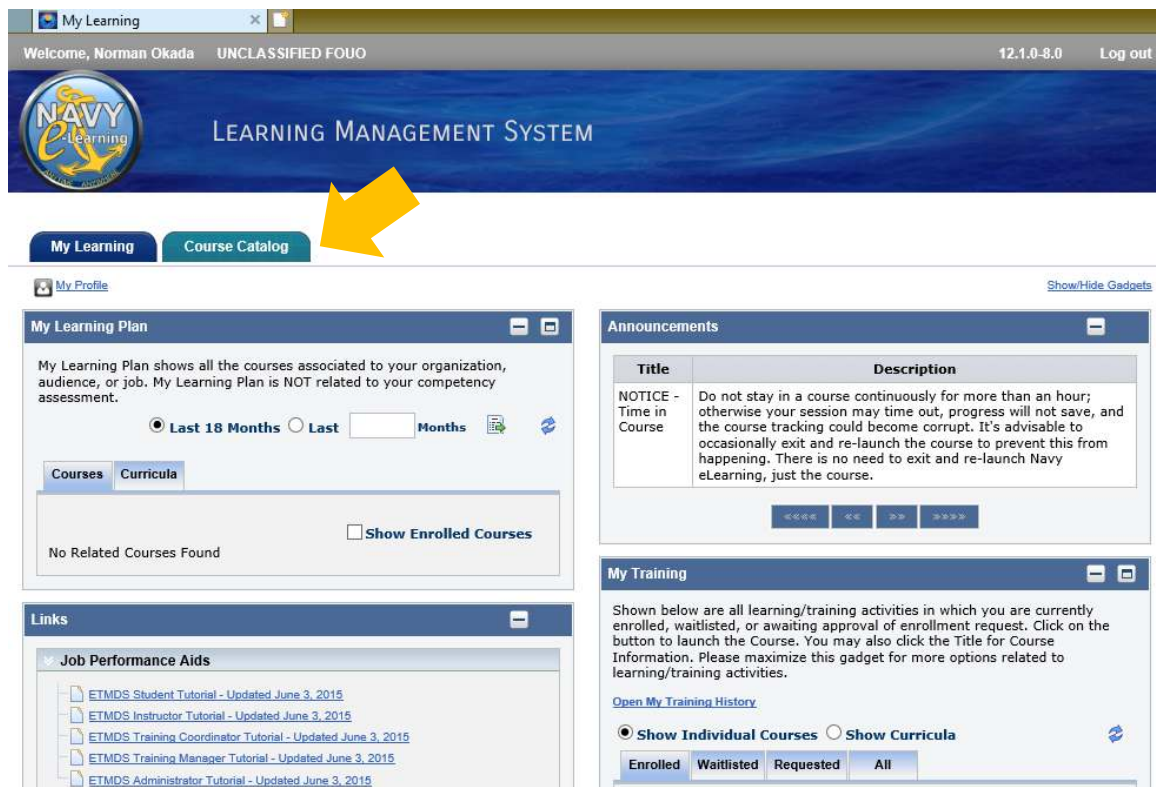 My Learning
Welcome, Norman Okada UNCLASSIFIED FOUO 12.1.0-8.0 Log out
NAVY
e-Learning
LEARNING MANAGEMENT SYSTEM
My Learning Course Catalog
My Profile Show/Hide Gadgets
My Learning Plan
My Learning Plan shows all the courses associated to your organization,
audience, or job. My Learning Plan is NOT related to your competency
assessment.
Last 18 Months Last Months
Courses Curricula
Show Enrolled Courses
No Related Courses Found
Links
Job Performance Aids
ETMDS Student Tutorial - Updated June 3, 2015
ETMDS Instructor Tutorial - Updated June 3, 2015
ETMDS Training Coordinator Tutorial - Updated June 3, 2015
ETMDS Training Manager Tutorial - Updated June 3, 2015
ETMDS Administrator Tutorial - Updated June 3, 2015
Announcements
Title Description
NOTICE -
Time in
Course
Do not stay in a course continuously for more than an hour;
otherwise your session may time out, progress will not save, and
the course tracking could become corrupt. It's advisable to
occasionally exit and re-launch the course to prevent this from
happening. There is no need to exit and re-launch Navy
eLearning, just the course.
<<<< << >> >>>>
My Training
Shown below are all learning/training activities in which you are currently
enrolled, waitlisted, or awaiting approval of enrollment request. Click on the
button to launch the Course. You may also click the Title for Course
Information. Please maximize this gadget for more options related to
learning/training activities.
Open My Training History
Show Individual Courses Show Curricula
Enrolled Waitlisted Requested All